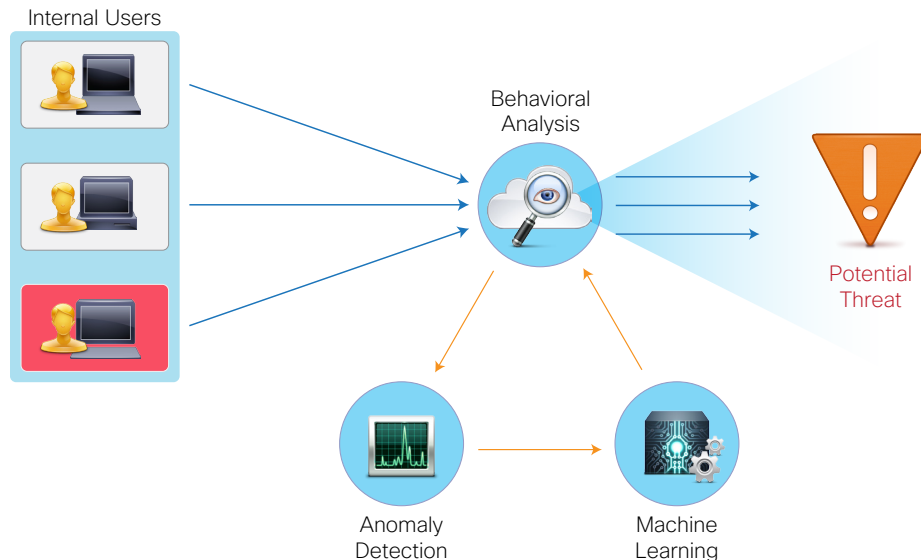 Internal Users
Behavioral
Analysis
Potential
Threat
Anomaly
Detection
Machine
Learning